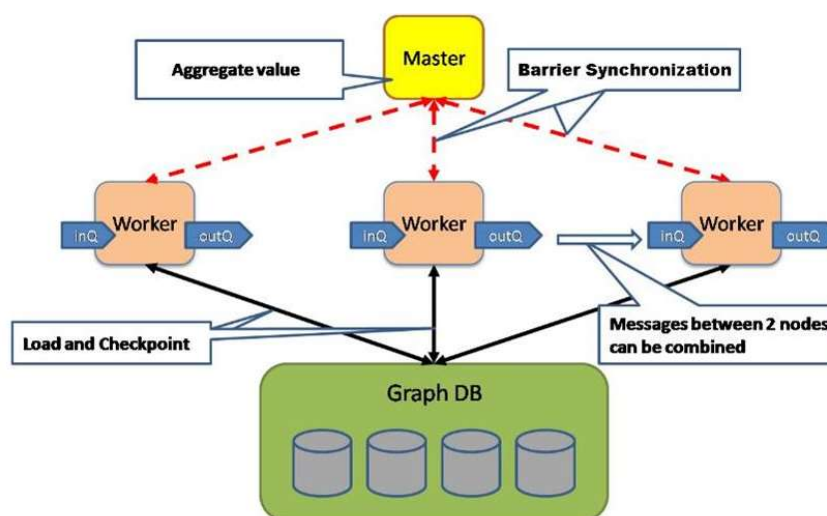 Master
Aggregate value
Barrier Synchronization
inQ
Worker
outQ
inQ
Worker
outQ
inQ
Worker
outQ
Load and Checkpoint
Messages between 2 nodes
can be combined
Graph DB